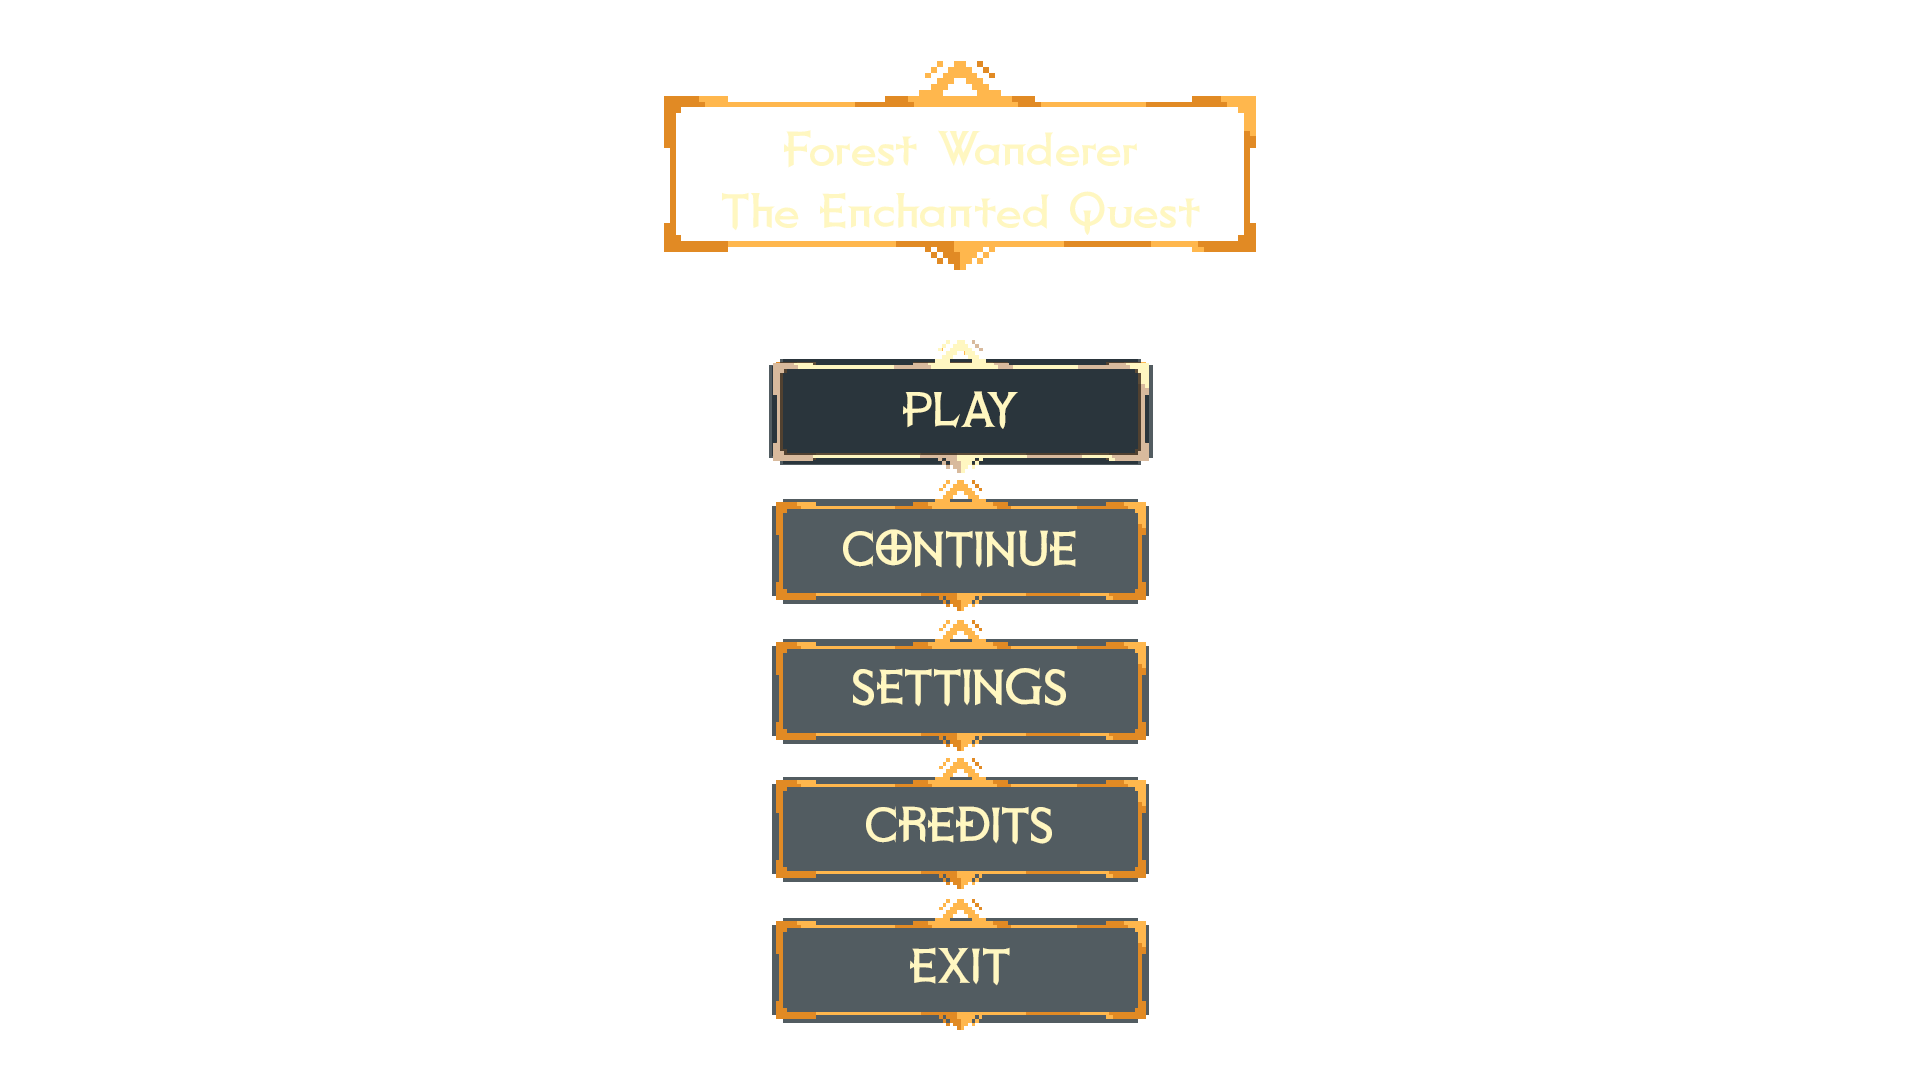 Forest Wanderer
The Enchanted Quest
PLAY
CONTINUE
SETTINGS
CREDITS
EXIT